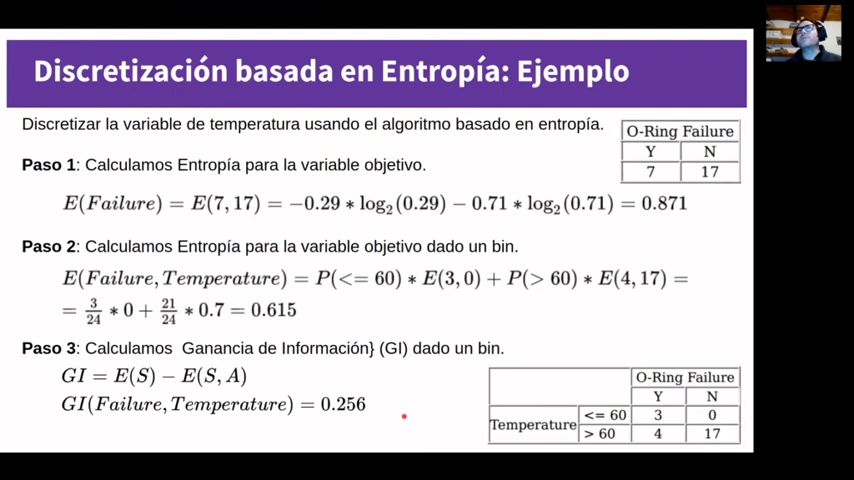 Discretización basada en Entropía: Ejemplo
Discretizar la variable de temperatura usando el algoritmo basado en entropía.
O-Ring Failure
Y N
7 17
Paso 1: Calculamos Entropía para la variable objetivo.
E(Failure) = E(7,17) = −0.29 * log₂(0.29) − 0.71 * log₂(0.71) = 0.871
Paso 2: Calculamos Entropía para la variable objetivo dado un bin.
E(Failure, Temperature) = P(<= 60) * E(3,0) + P(> 60) * E(4,17) =
= 3/24 * 0 + 21/24 * 0.7 = 0.615
Paso 3: Calculamos Ganancia de Información} (GI) dado un bin.
GI = E(S) − E(S, A)
GI(Failure, Temperature) = 0.256
O-Ring Failure
Y N
Temperature <= 60 3 0
> 60 4 17